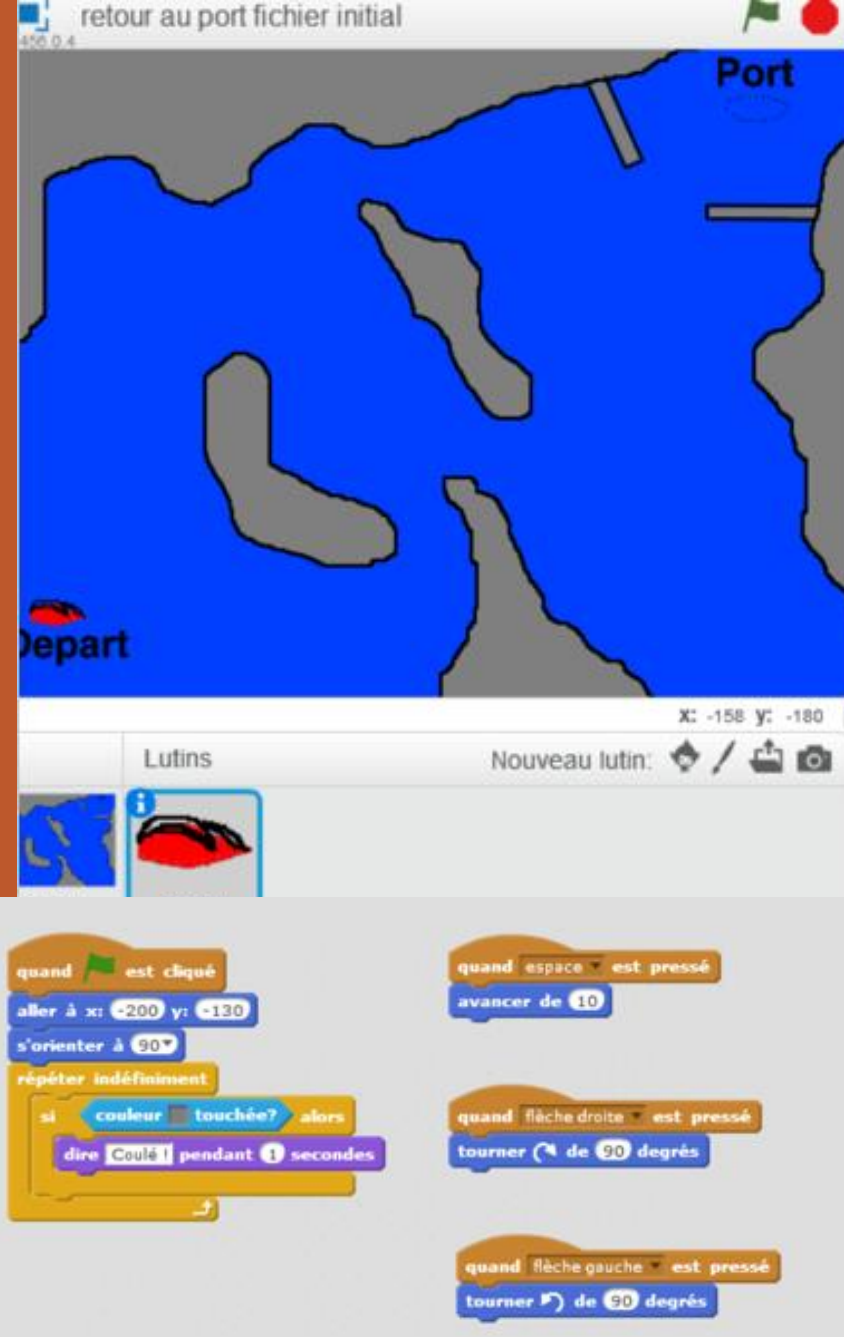 retour au port fichier initial
456.0.4
Port
Depart
x: -158 y: -180
Lutins
Nouveau lutin:
quand est cliqué
aller à x: -200 y: -130
s'orienter à 90
répéter indéfiniment
si couleur touchée? alors
dire Coulé ! pendant 1 secondes
quand espace est pressé
avancer de 10
quand flèche droite est pressé
tourner de 90 degrés
quand flèche gauche est pressé
tourner de 90 degrés